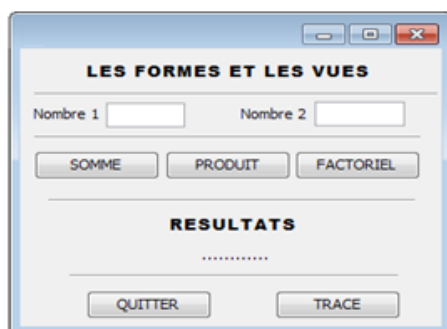 LES FORMES ET LES VUES
Nombre 1 Nombre 2
SOMME PRODUIT FACTORIEL
RESULTATS
............
QUITTER TRACE